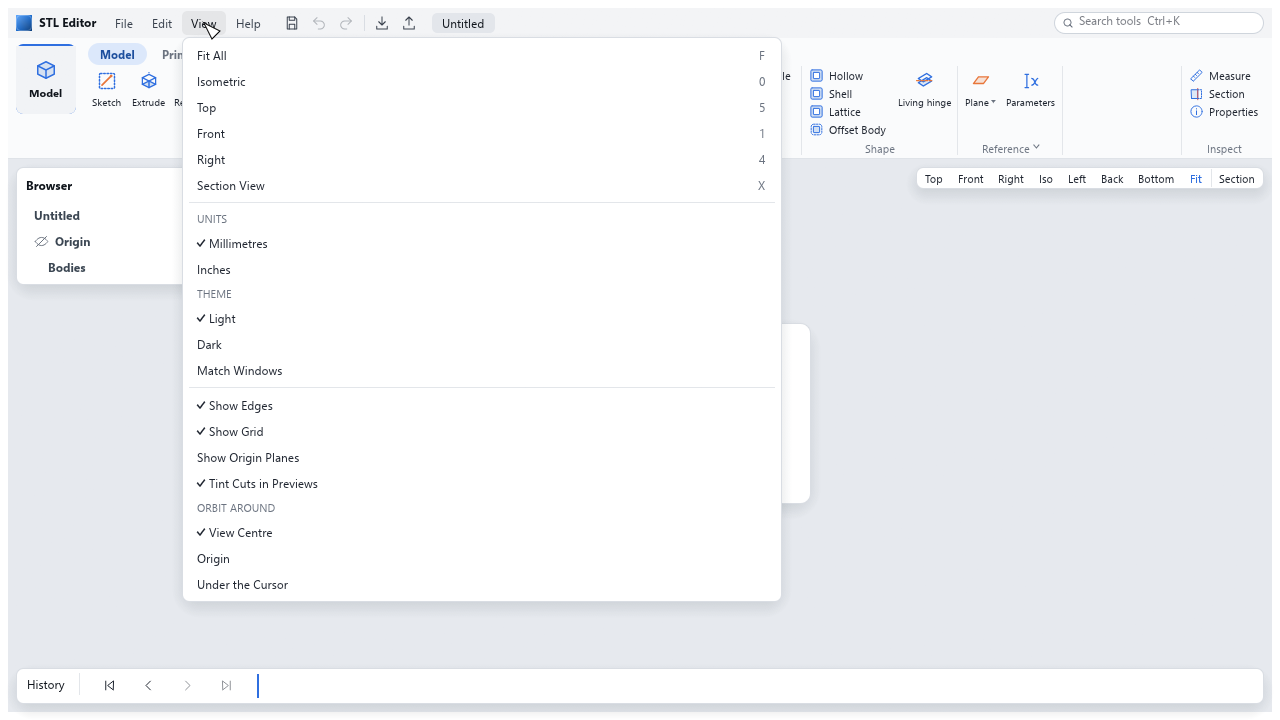 STL Editor File Edit View Help Untitled Search tools Ctrl+K
Model
Model
Sketch
Extrude
Hollow
Shell
Lattice
Offset Body
Living hinge
Shape
Plane
Parameters
Reference
Measure
Section
Properties
Inspect
Fit All F
Isometric 0
Top 5
Front 1
Right 4
Section View X
UNITS
Millimetres
Inches
THEME
Light
Dark
Match Windows
Show Edges
Show Grid
Show Origin Planes
Tint Cuts in Previews
ORBIT AROUND
View Centre
Origin
Under the Cursor
Browser
Untitled
Origin
Bodies
Top Front Right Iso Left Back Bottom Fit Section
History